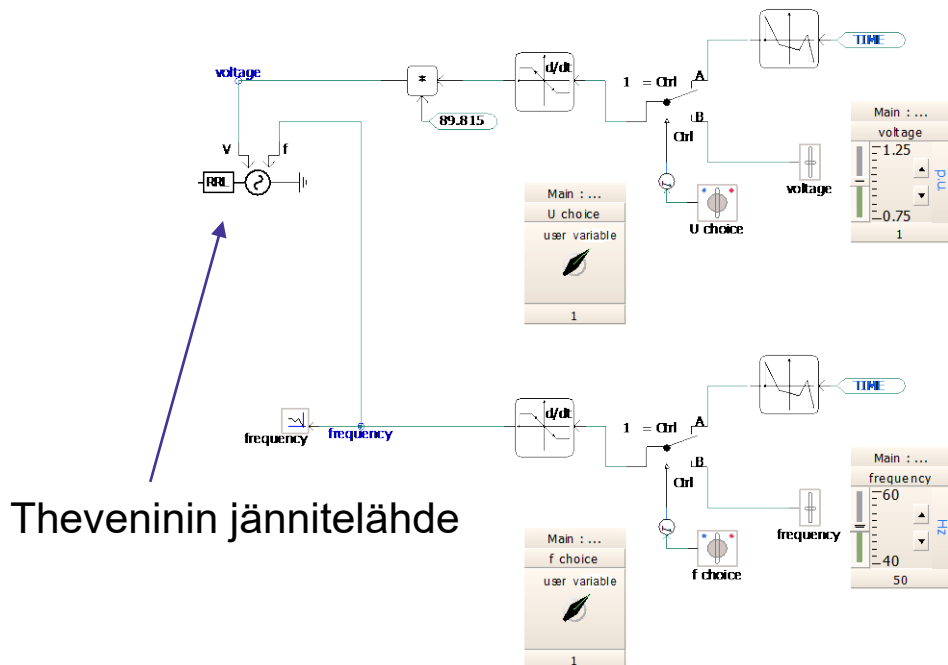 d/dt
1 = Ctrl
A
TIME
voltage
*
B
89.815
Ctrl
Main : ...
voltage
1.25
p.u
0.75
1
V
f
RRL
voltage
Main : ...
U choice
user variable
1
U choice
d/dt
1 = Ctrl
A
TIME
frequency
frequency
B
Ctrl
Main : ...
frequency
60
Hz
40
50
Theveninin jännitelähde
frequency
Main : ...
f choice
user variable
1
f choice